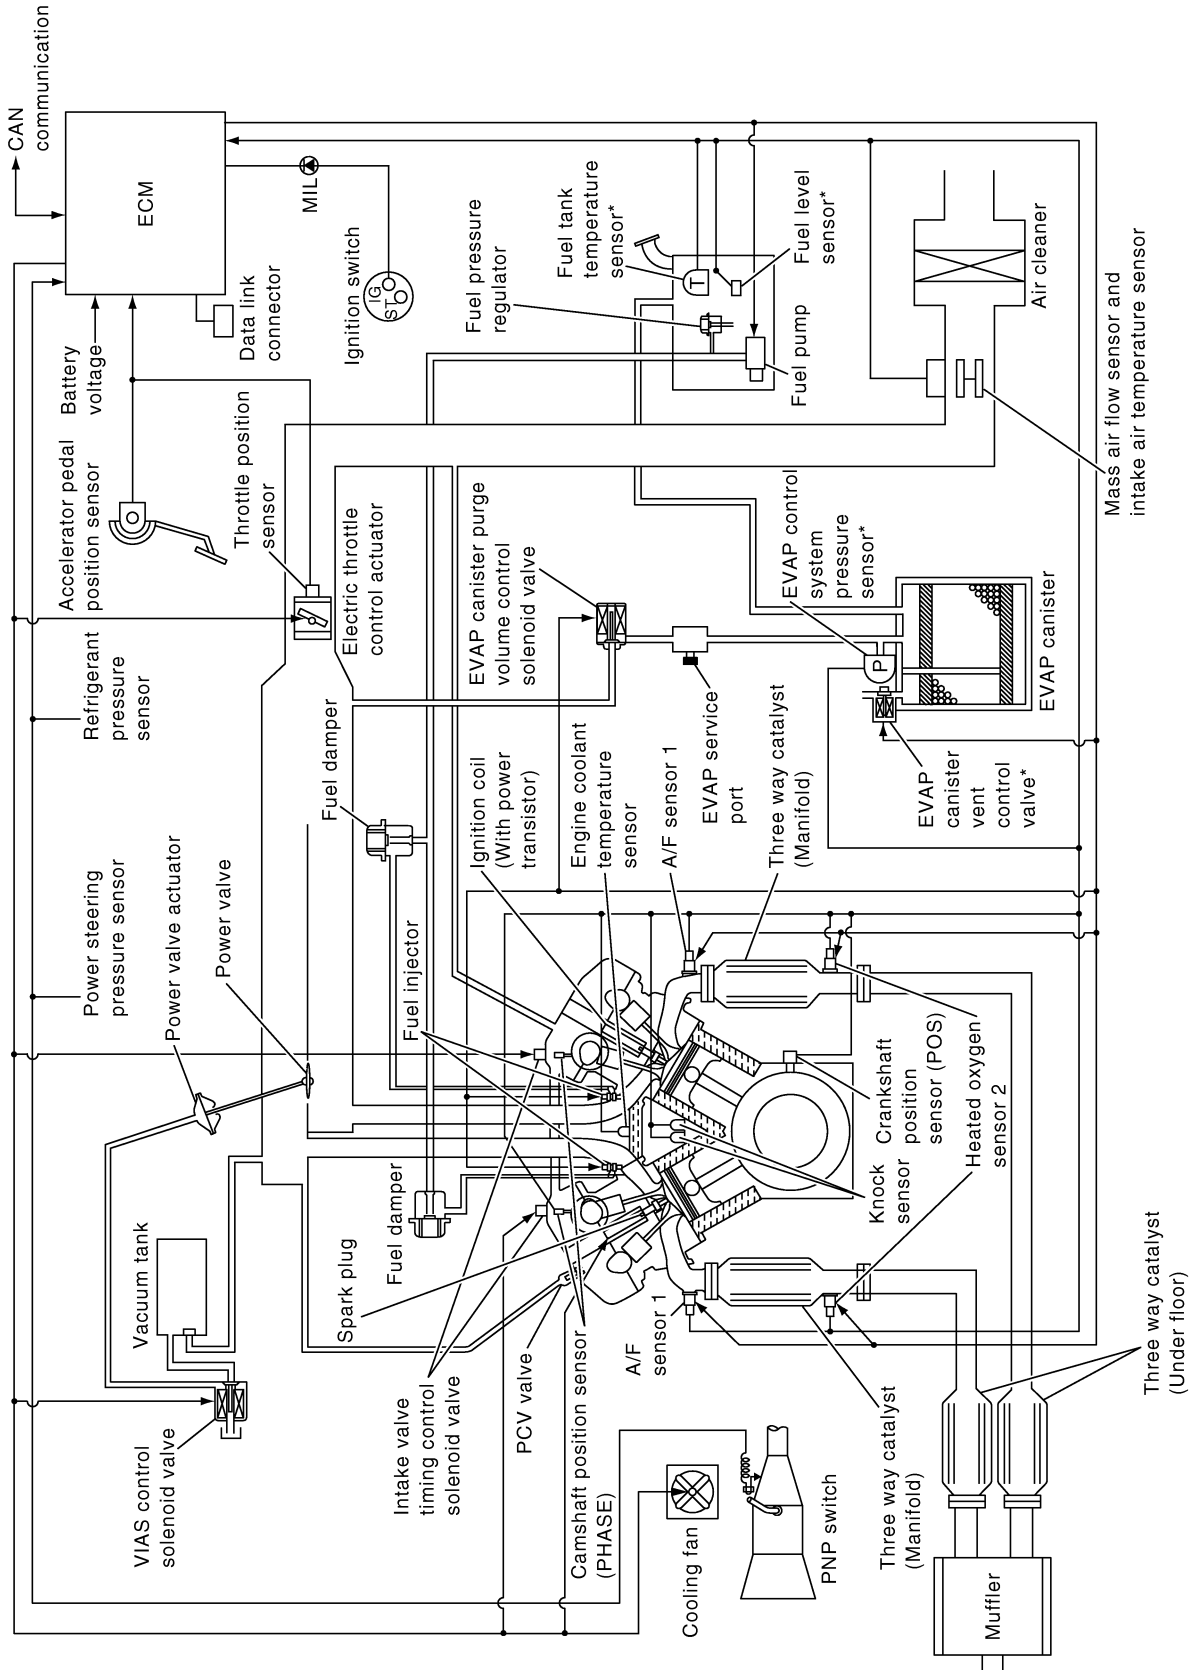 CAN
communication
ECM
MIL
Battery
voltage
Data link
connector
Ignition switch
IG
ST
Accelerator pedal
position sensor
Throttle position
sensor
Electric throttle
control actuator
Refrigerant
pressure
sensor
Power steering
pressure sensor
Power valve actuator
Power valve
Fuel damper
Fuel injector
Fuel pressure
regulator
Fuel tank
temperature
sensor*
T
Fuel level
sensor*
Fuel pump
Air cleaner
Mass air flow sensor and
intake air temperature sensor
EVAP canister purge
volume control
solenoid valve
EVAP control
system
pressure
sensor*
P
EVAP canister
EVAP
canister
vent
control
valve*
EVAP service
port
Ignition coil
(With power
transistor)
Engine coolant
temperature
sensor
A/F sensor 1
Three way catalyst
(Manifold)
Crankshaft
position
sensor (POS)
Heated oxygen
sensor 2
Knock
sensor
Vacuum tank
VIAS control
solenoid valve
Fuel damper
Spark plug
Intake valve
timing control
solenoid valve
PCV valve
Camshaft position sensor
(PHASE)
A/F
sensor 1
Cooling fan
PNP switch
Three way catalyst
(Manifold)
Three way catalyst
(Under floor)
Muffler